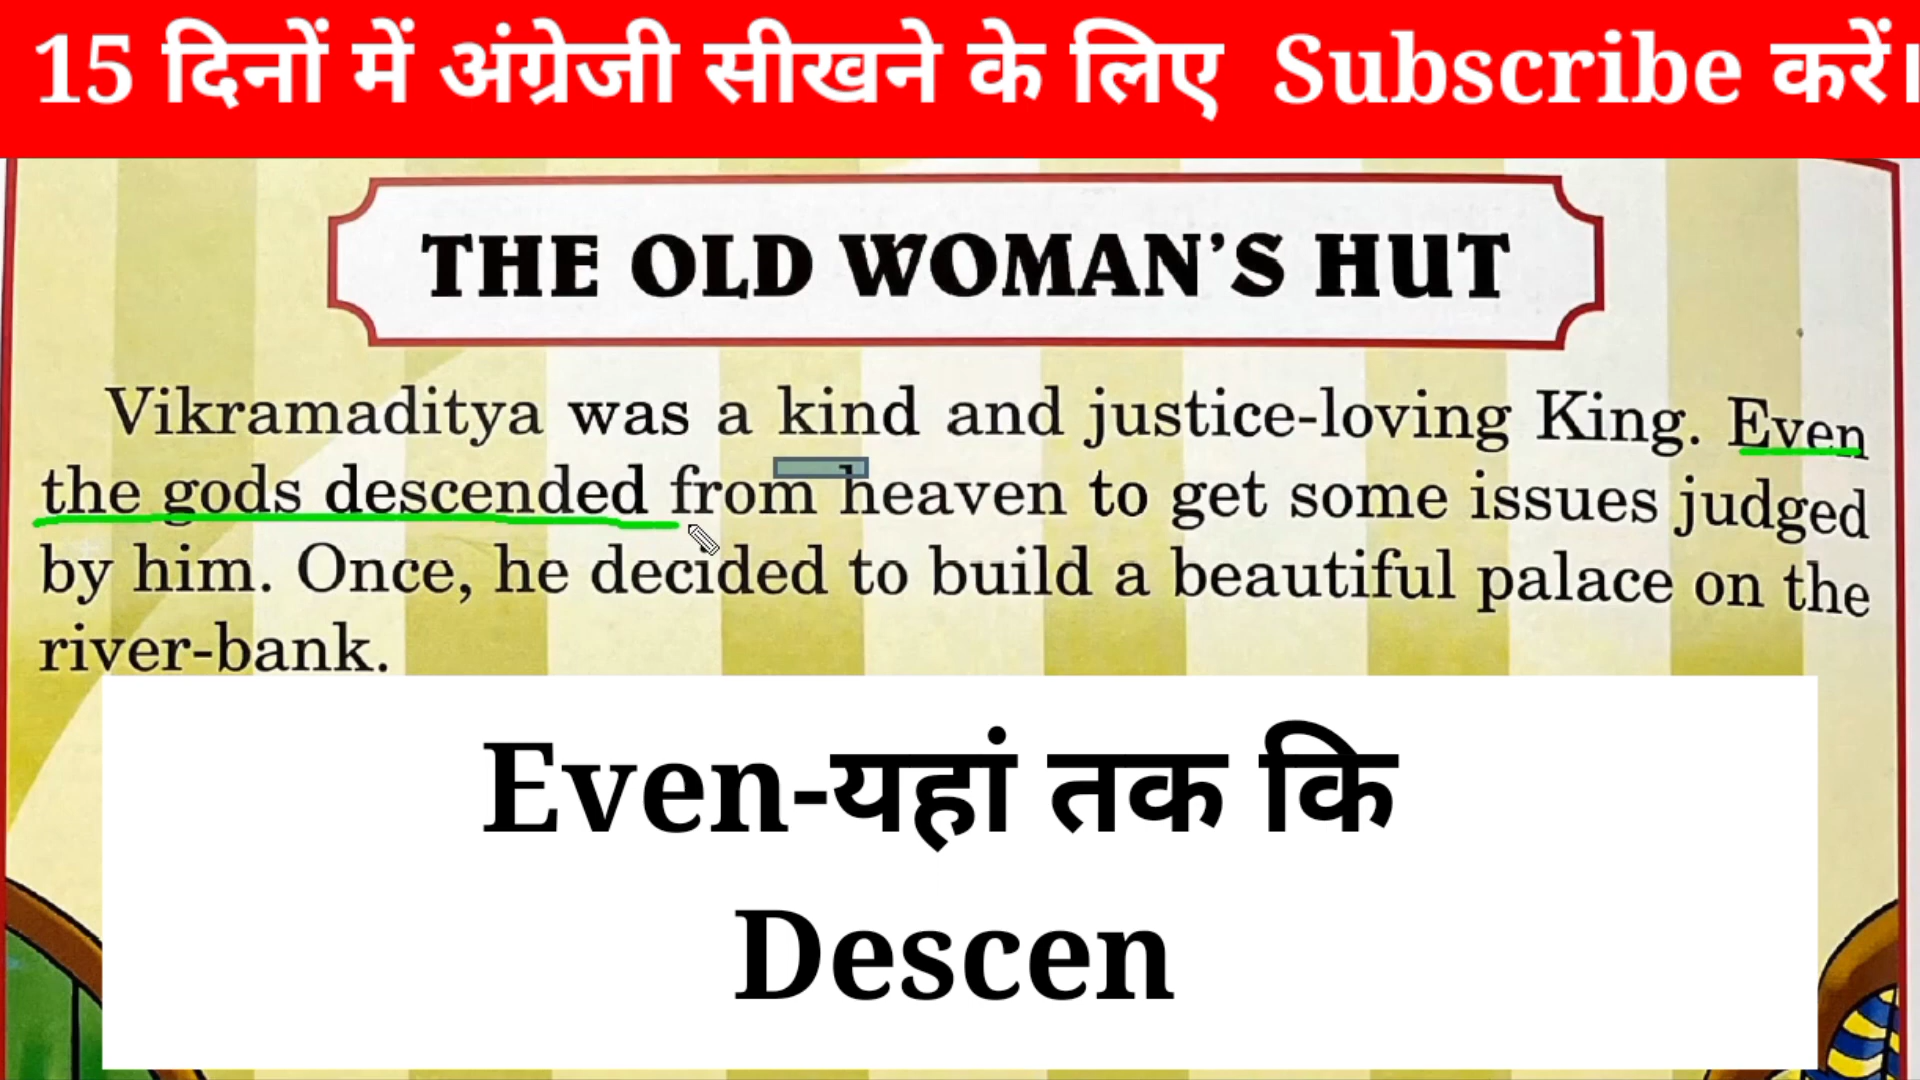 15 दिनों में अंग्रेजी सीखने के लिए Subscribe करें।
THE OLD WOMAN'S HUT
Vikramaditya was a kind and justice-loving King. Even
the gods descended from heaven to get some issues judged
by him. Once, he decided to build a beautiful palace on the
river-bank.
Even-यहां तक कि
Descen